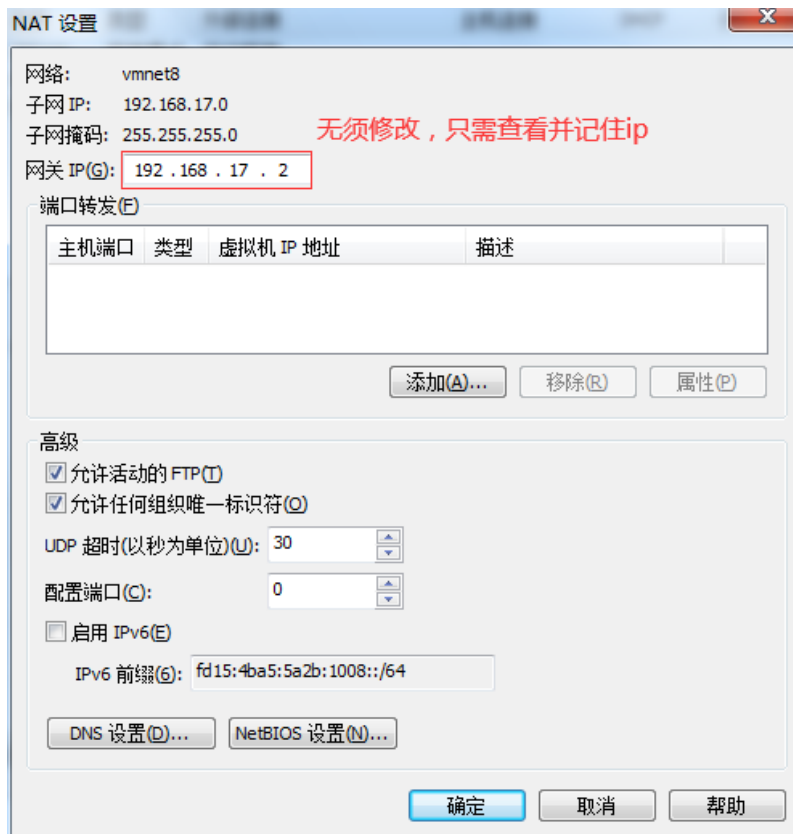 NAT 设置
网络: vmnet8
子网 IP: 192.168.17.0
子网掩码: 255.255.255.0
无须修改，只需查看并记住ip
网关 IP(G): 192 . 168 . 17 . 2
端口转发(F)
主机端口 类型 虚拟机 IP 地址 描述
添加(A)... 移除(R) 属性(P)
高级
允许活动的 FTP(T)
允许任何组织唯一标识符(O)
UDP 超时(以秒为单位)(U): 30
配置端口(C): 0
启用 IPv6(E)
IPv6 前缀(6): fd15:4ba5:5a2b:1008::/64
DNS 设置(D)... NetBIOS 设置(N)...
确定 取消 帮助